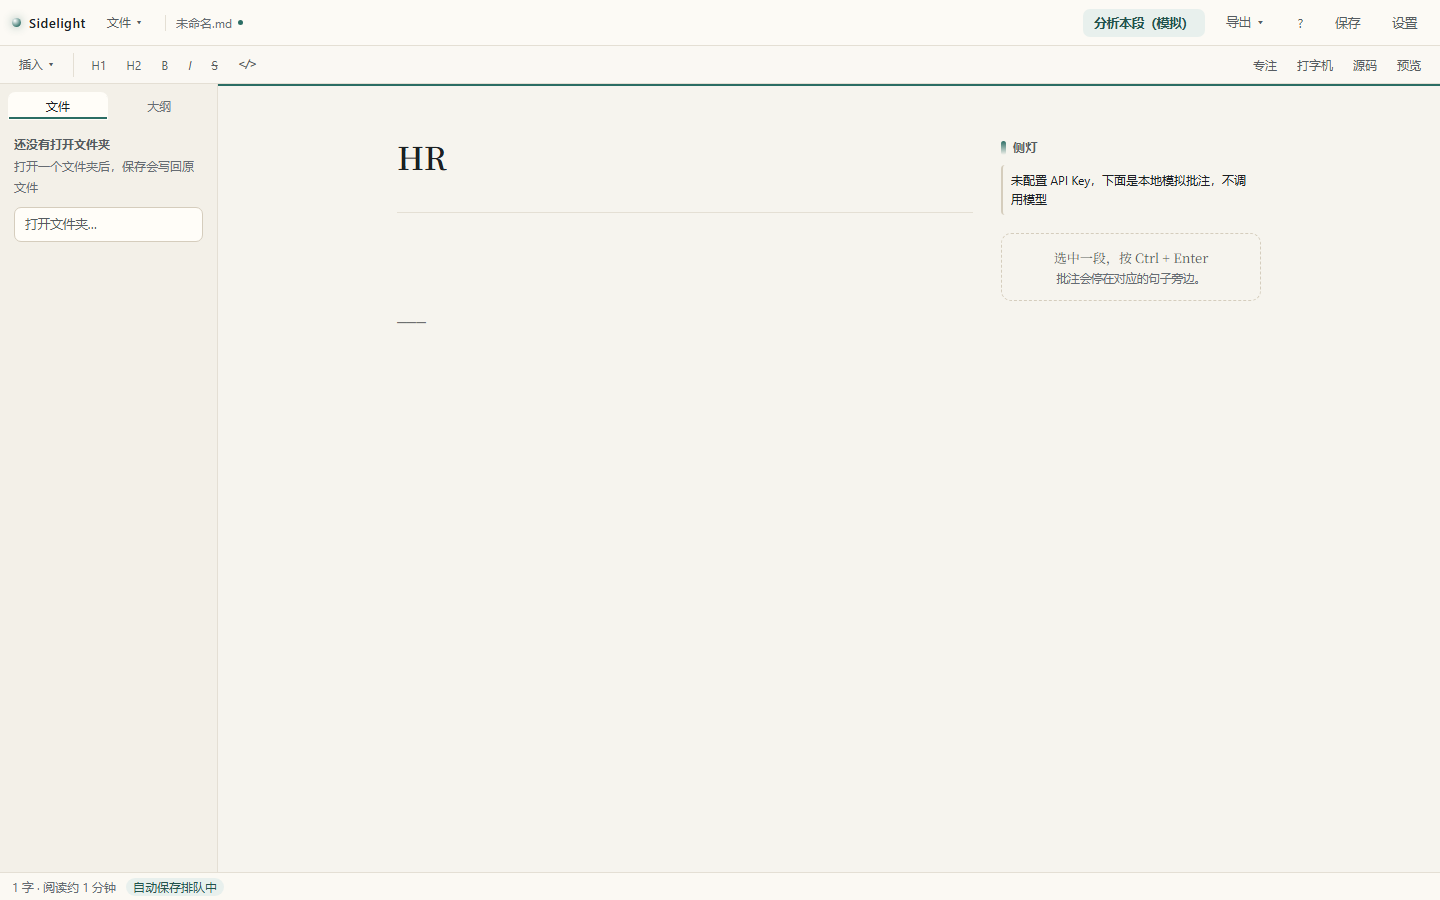 Sidelight 文件 ▾ 未命名.md ● 分析本段（模拟） 导出 ▾ ? 保存 设置
插入 ▾ H1 H2 B I S </> 专注 打字机 源码 预览
文件 大纲
还没有打开文件夹
打开一个文件夹后，保存会写回原
文件
打开文件夹...
HR
___
侧灯
未配置 API Key，下面是本地模拟批注，不调
用模型
选中一段，按 Ctrl + Enter
批注会停在对应的句子旁边。
1 字 · 阅读约 1 分钟 自动保存排队中